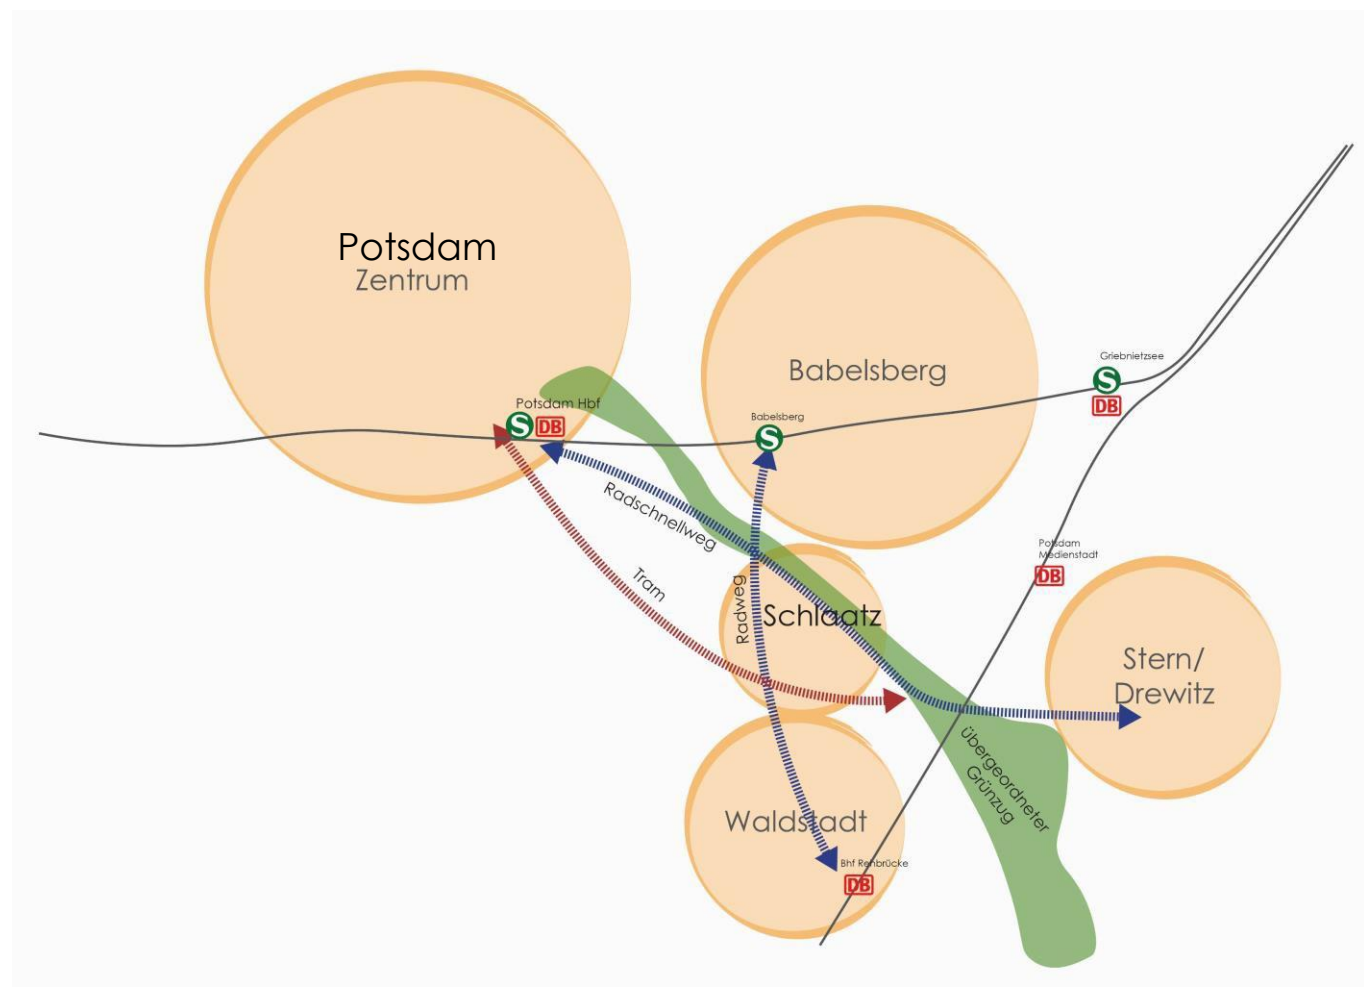 Potsdam
Zentrum
Babelsberg
Griebnietzsee
S
DB
Potsdam Hbf
S DB
Babelsberg
S
Radschnellweg
Potsdam
Medienstadt
DB
Tram
Radweg
Schlaatz
Stern/
Drewitz
übergeordneter
Grünzug
Waldstadt
Bhf Rehbrücke
DB